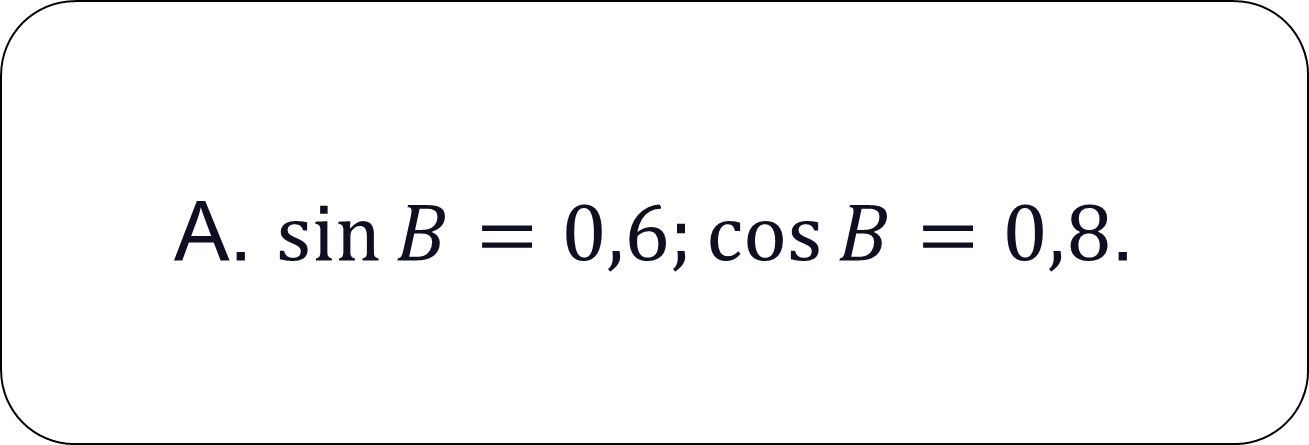 A. sin B = 0,6; cos B = 0,8.